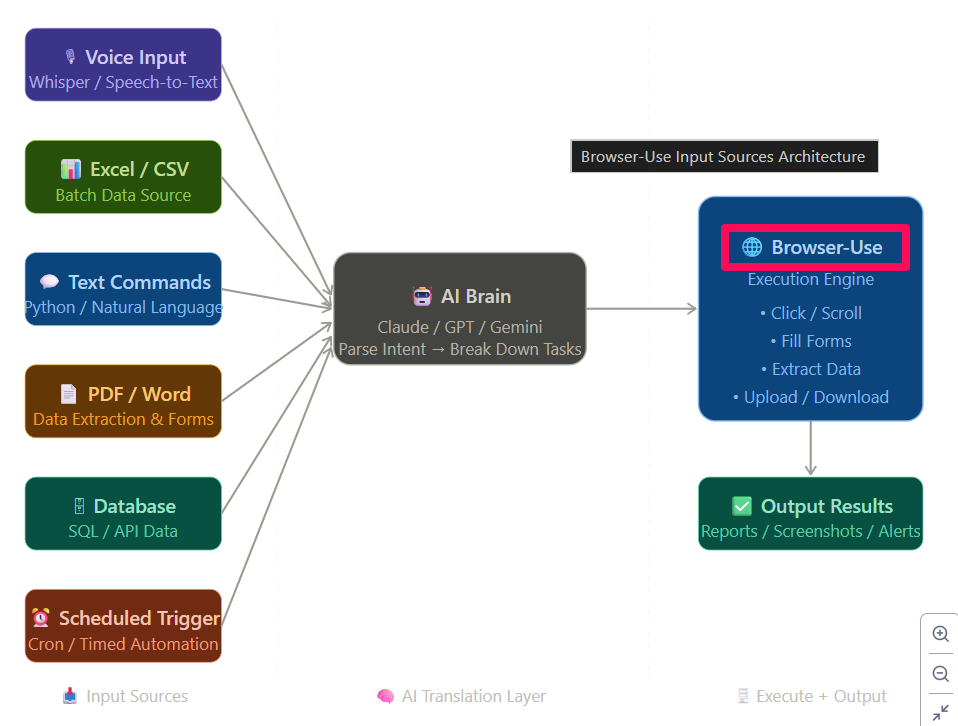 Voice Input
Whisper / Speech-to-Text
Excel / CSV
Batch Data Source
Text Commands
Python / Natural Language
PDF / Word
Data Extraction & Forms
Database
SQL / API Data
Scheduled Trigger
Cron / Timed Automation
Input Sources
AI Brain
Claude / GPT / Gemini
Parse Intent → Break Down Tasks
AI Translation Layer
Browser-Use Input Sources Architecture
Browser-Use
Execution Engine
• Click / Scroll
• Fill Forms
• Extract Data
• Upload / Download
Output Results
Reports / Screenshots / Alerts
Execute + Output